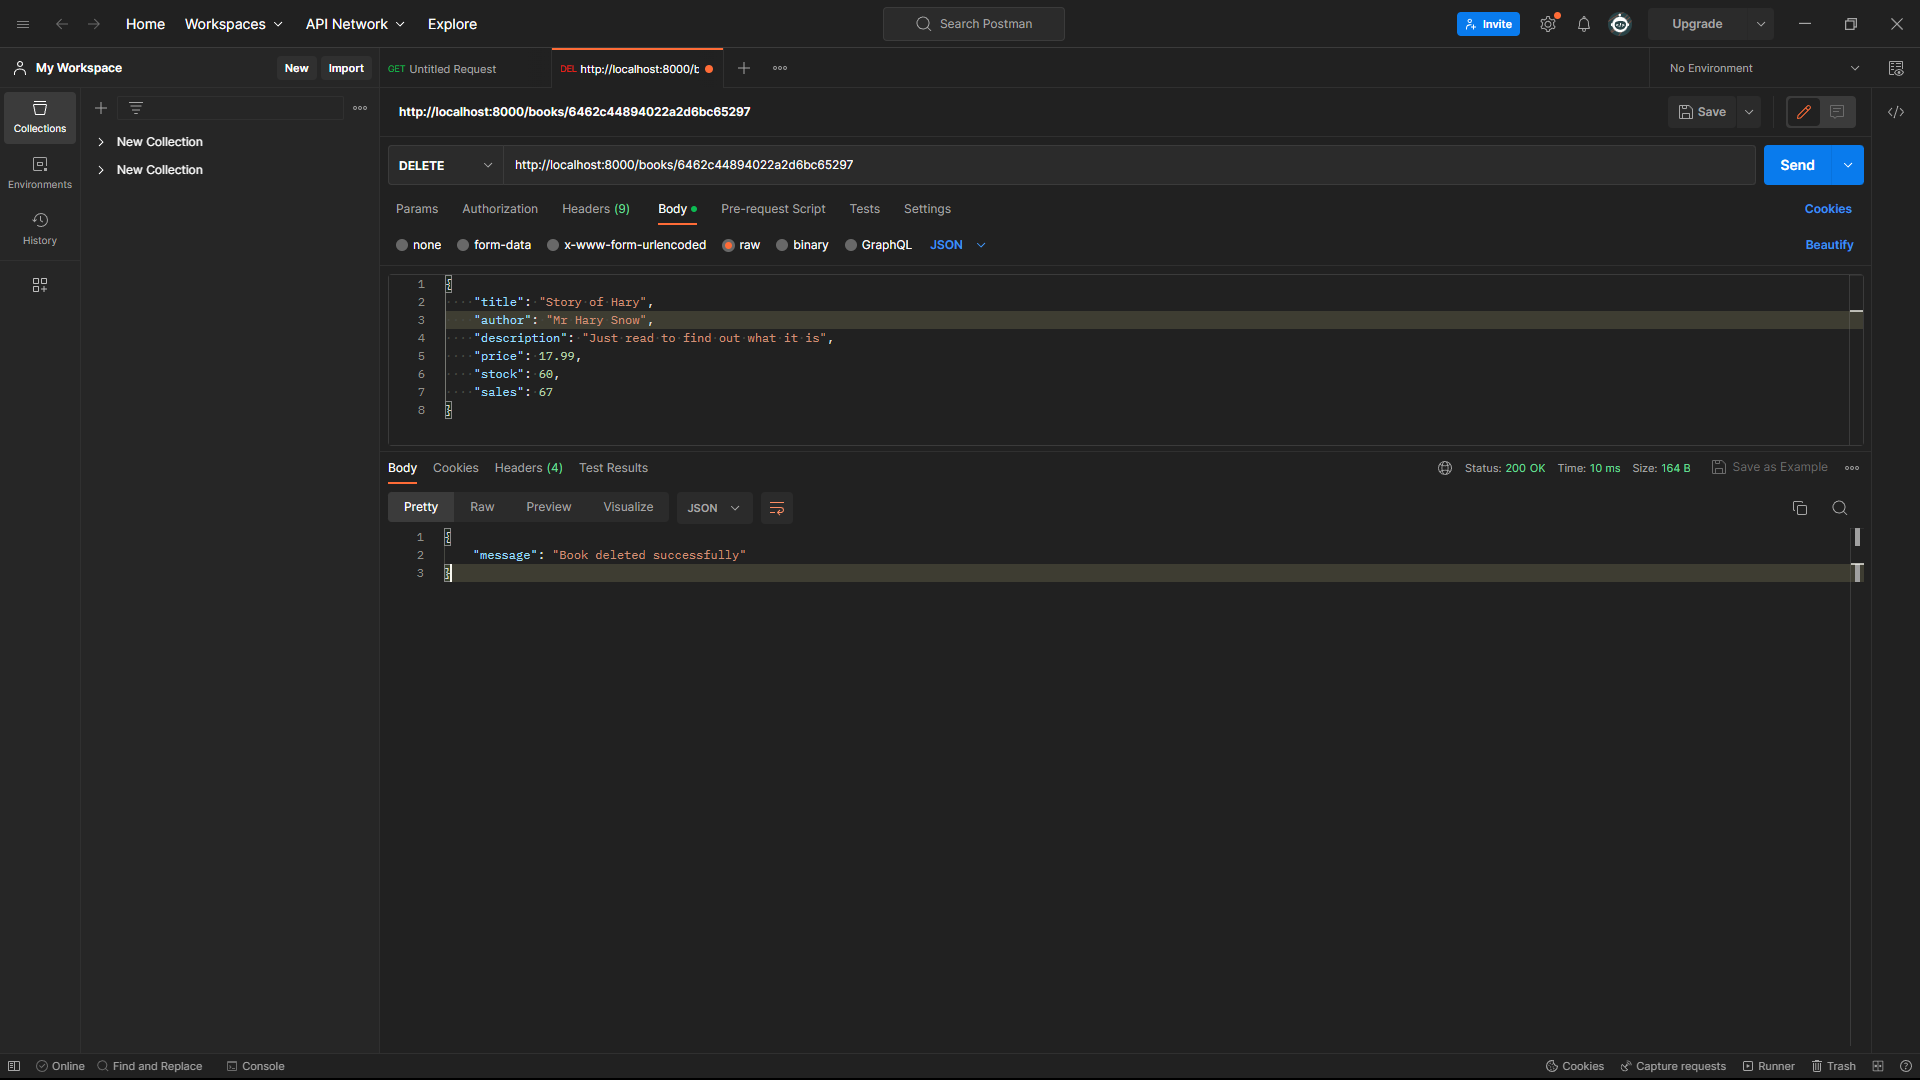 Home Workspaces API Network Explore Search Postman Invite Upgrade
My Workspace New Import GET Untitled Request DEL http://localhost:8000/b No Environment
http://localhost:8000/books/6462c44894022a2d6bc65297 Save
Collections
New Collection
New Collection
Environments
History
DELETE http://localhost:8000/books/6462c44894022a2d6bc65297 Send
Params Authorization Headers (9) Body Pre-request Script Tests Settings Cookies
none form-data x-www-form-urlencoded raw binary GraphQL JSON Beautify
1 {
2 "title": "Story of Hary",
3 "author": "Mr Hary Snow",
4 "description": "Just read to find out what it is",
5 "price": 17.99,
6 "stock": 60,
7 "sales": 67
8 }
Body Cookies Headers (4) Test Results Status: 200 OK Time: 10 ms Size: 164 B Save as Example
Pretty Raw Preview Visualize JSON
1 {
2 "message": "Book deleted successfully"
3 }
Online Find and Replace Console Cookies Capture requests Runner Trash